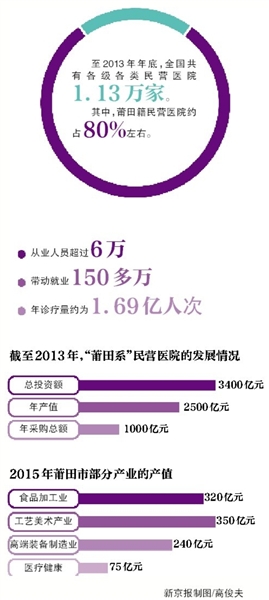 至2013年年底，全国共
有各级各类民营医院
1.13万家。
其中，莆田籍民营医院约
占80%左右。
从业人员超过6万
带动就业150多万
年诊疗量约为1.69亿人次
截至2013年，“莆田系”民营医院的发展情况
总投资额 3400亿元
年产值 2500亿元
年采购总额 1000亿元
2015年莆田市部分产业的产值
食品加工业 320亿元
工艺美术产业 350亿元
高端装备制造业 240亿元
医疗健康 75亿元
新京报制图/高俊夫